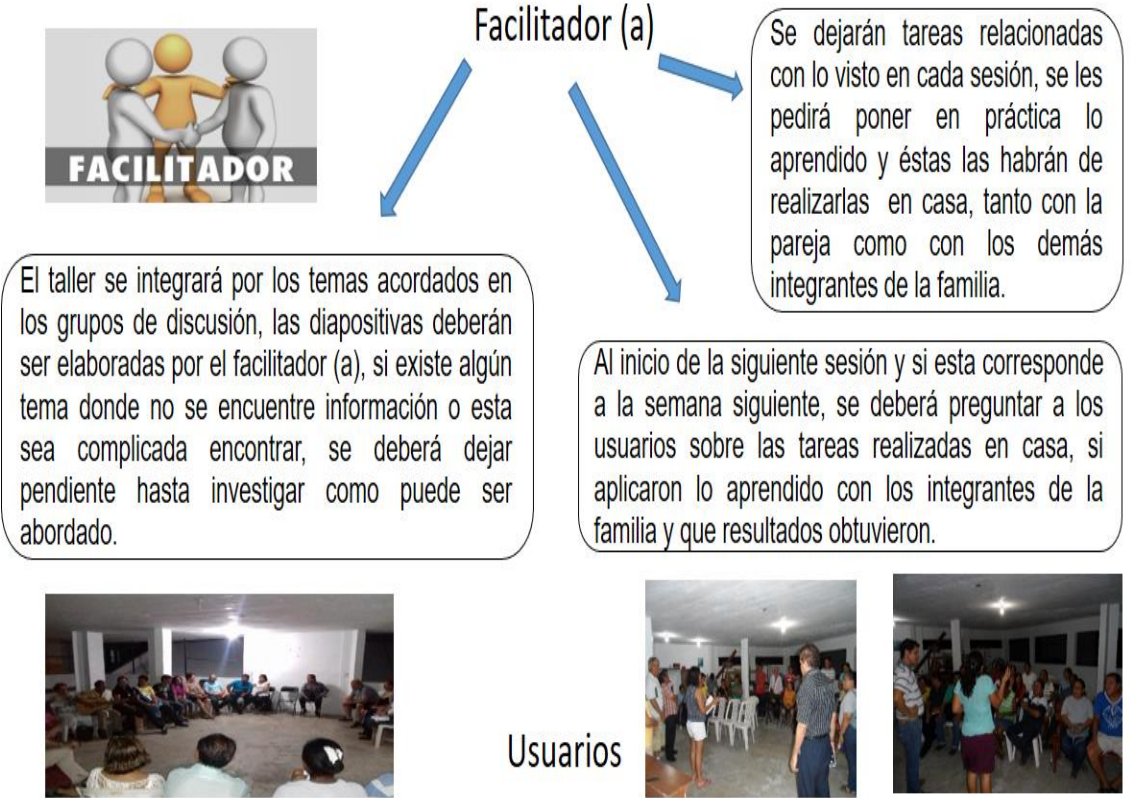 Facilitador (a)
FACILITADOR
Se dejarán tareas relacionadas
con lo visto en cada sesión, se les
pedirá poner en práctica lo
aprendido y éstas las habrán de
realizarlas en casa, tanto con la
pareja como con los demás
integrantes de la familia.
El taller se integrará por los temas acordados en
los grupos de discusión, las diapositivas deberán
ser elaboradas por el facilitador (a), si existe algún
tema donde no se encuentre información o esta
sea complicada encontrar, se deberá dejar
pendiente hasta investigar como puede ser
abordado.
Al inicio de la siguiente sesión y si esta corresponde
a la semana siguiente, se deberá preguntar a los
usuarios sobre las tareas realizadas en casa, si
aplicaron lo aprendido con los integrantes de la
familia y que resultados obtuvieron.
Usuarios